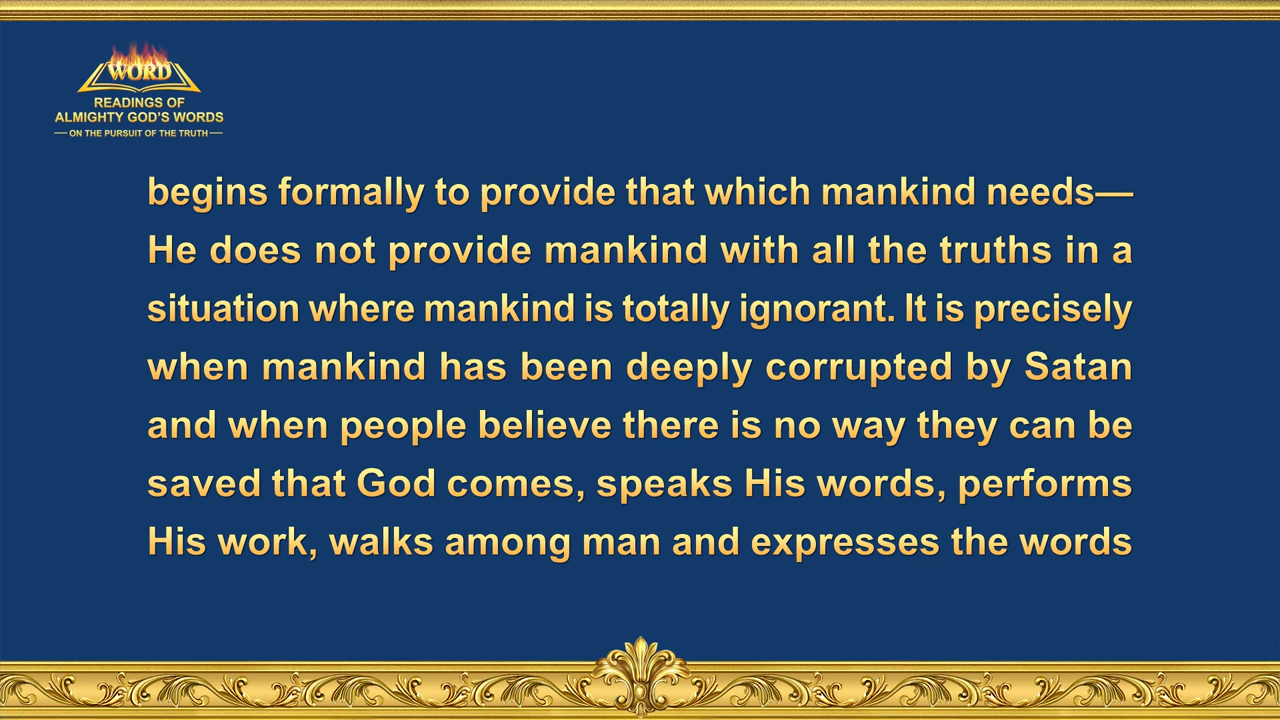 WORD
READINGS OF
ALMIGHTY GOD'S WORDS
— ON THE PURSUIT OF THE TRUTH —
begins formally to provide that which mankind needs—
He does not provide mankind with all the truths in a
situation where mankind is totally ignorant. It is precisely
when mankind has been deeply corrupted by Satan
and when people believe there is no way they can be
saved that God comes, speaks His words, performs
His work, walks among man and expresses the words